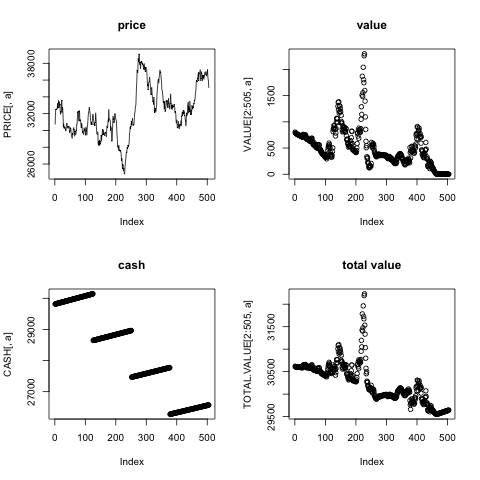 price
PRICE[, a]
26000
32000
38000
0
100
200
300
400
500
Index
value
VALUE[2:505, a]
0
500
1500
0
100
200
300
400
500
Index
cash
CASH[, a]
27000
29000
0
100
200
300
400
500
Index
total value
TOTAL.VALUE[2:505, a]
29500
30500
31500
0
100
200
300
400
500
Index